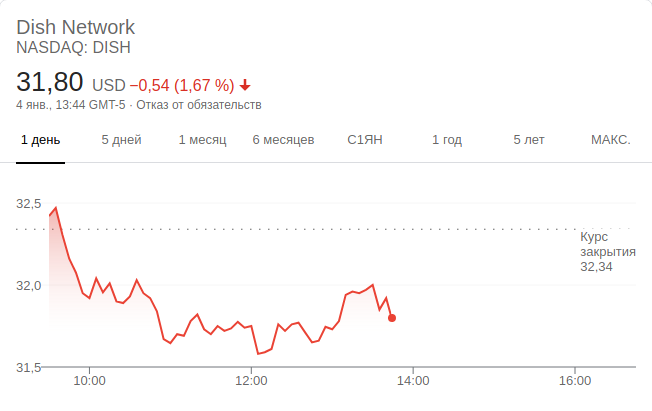 Dish Network
NASDAQ: DISH
31,80 USD −0,54 (1,67 %)
4 янв., 13:44 GMT-5 · Отказ от обязательств
1 день 5 дней 1 месяц 6 месяцев С1ЯН 1 год 5 лет МАКС.
32,5
Курс
закрытия
32,34
32,0
31,5
10:00 12:00 14:00 16:00